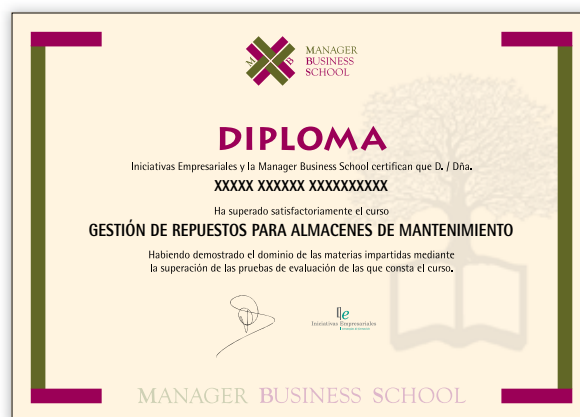 M B
MANAGER
BUSINESS
SCHOOL
DIPLOMA
Iniciativas Empresariales y la Manager Business School certifican que D. / Dña.
XXXXX XXXXXX XXXXXXXXXX
Ha superado satisfactoriamente el curso
GESTIÓN DE REPUESTOS PARA ALMACENES DE MANTENIMIENTO
Habiendo demostrado el dominio de las materias impartidas mediante
la superación de las pruebas de evaluación de las que consta el curso.
Ile
Iniciativas Empresariales
MANAGER BUSINESS SCHOOL